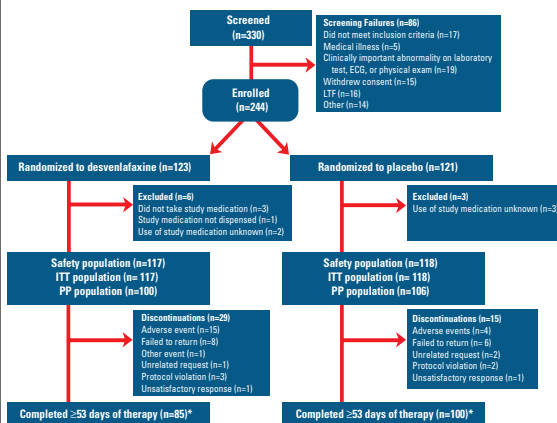 Screened
(n=330)
Screening Failures (n=86)
Did not meet inclusion criteria (n=17)
Medical illness (n=5)
Clinically important abnormality on laboratory
test, ECG, or physical exam (n=19)
Withdrew consent (n=15)
LTF (n=16)
Other (n=14)
Enrolled
(n=244)
Randomized to desvenlafaxine (n=123)
Randomized to placebo (n=121)
Excluded (n=6)
Did not take study medication (n=3)
Study medication not dispensed (n=1)
Use of study medication unknown (n=2)
Excluded (n=3)
Use of study medication unknown (n=3)
Safety population (n=117)
ITT population (n= 117)
PP population (n=100)
Safety population (n=118)
ITT population (n= 118)
PP population (n=106)
Discontinuations (n=29)
Adverse event (n=15)
Failed to return (n=8)
Other event (n=1)
Unrelated request (n=1)
Protocol violation (n=3)
Unsatisfactory response (n=1)
Discontinuations (n=15)
Adverse events (n=4)
Failed to return (n= 6)
Unrelated request (n=2)
Protocol violation (n=2)
Unsatisfactory response (n=1)
Completed ≥53 days of therapy (n=85)*
Completed ≥53 days of therapy (n=100)*